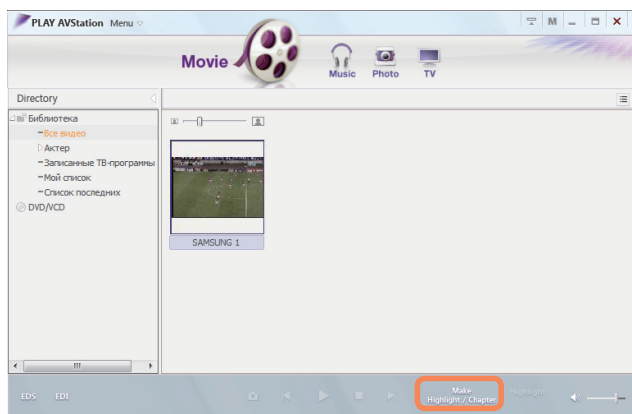 PLAY AVStation Menu
M
Movie
Music Photo TV
Directory
Библиотека
Все видео
Актер
Записанные ТВ-программы
Мой список
Список последних
DVD/VCD
SAMSUNG 1
EDS EDI
Make
Highlight / Chapter
Highlight